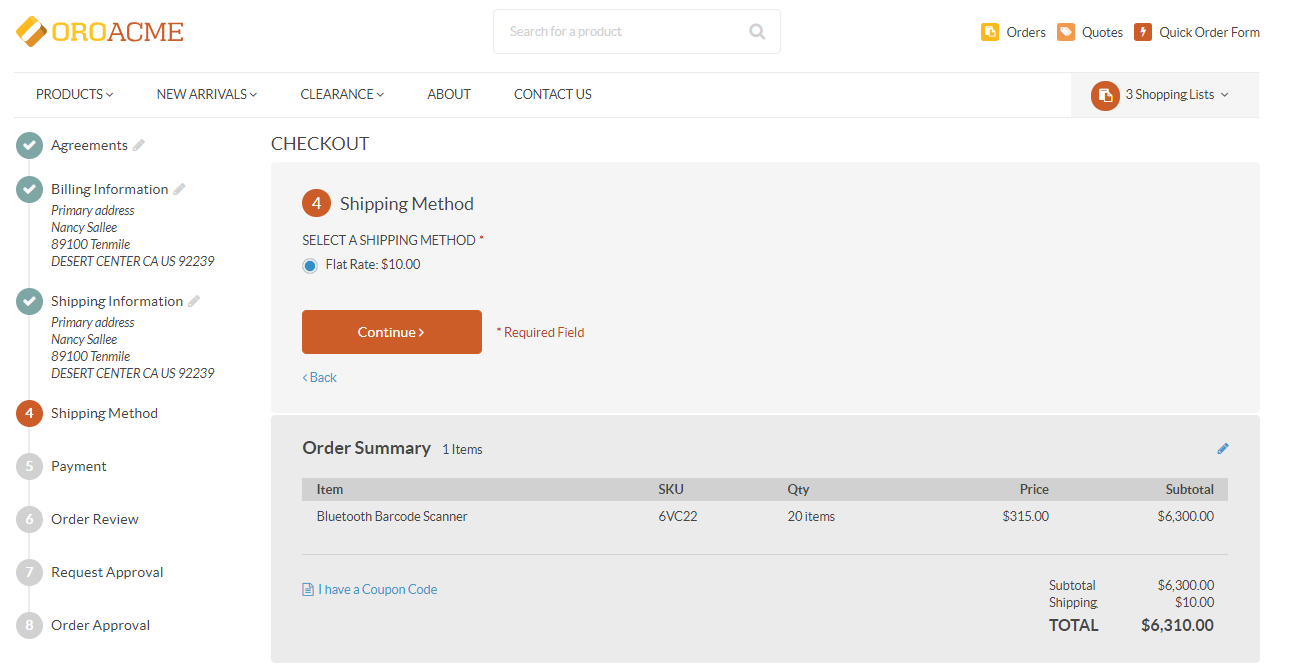 OROACME
Search for a product
Orders Quotes Quick Order Form
PRODUCTS NEW ARRIVALS CLEARANCE ABOUT CONTACT US
3 Shopping Lists
Agreements
Billing Information
Primary address
Nancy Sallee
89100 Tenmile
DESERT CENTER CA US 92239
Shipping Information
Primary address
Nancy Sallee
89100 Tenmile
DESERT CENTER CA US 92239
4 Shipping Method
5 Payment
6 Order Review
7 Request Approval
8 Order Approval
CHECKOUT
4 Shipping Method
SELECT A SHIPPING METHOD *
Flat Rate: $10.00
Continue >
* Required Field
< Back
Order Summary 1 Items
Item SKU Qty Price Subtotal
Bluetooth Barcode Scanner 6VC22 20 items $315.00 $6,300.00
I have a Coupon Code
Subtotal $6,300.00
Shipping $10.00
TOTAL $6,310.00